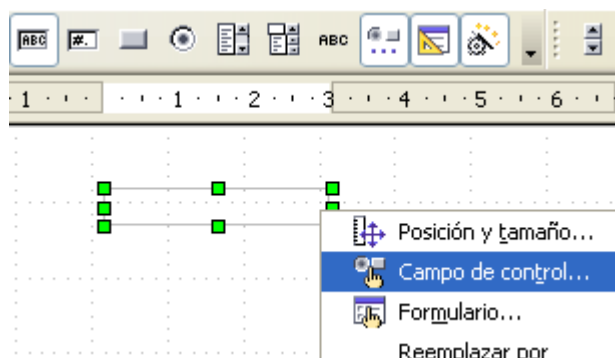 ABC #. ABC
1 1 2 3 4 5 6
Posición y tamaño...
Campo de control...
Formulario...
Reemplazar por